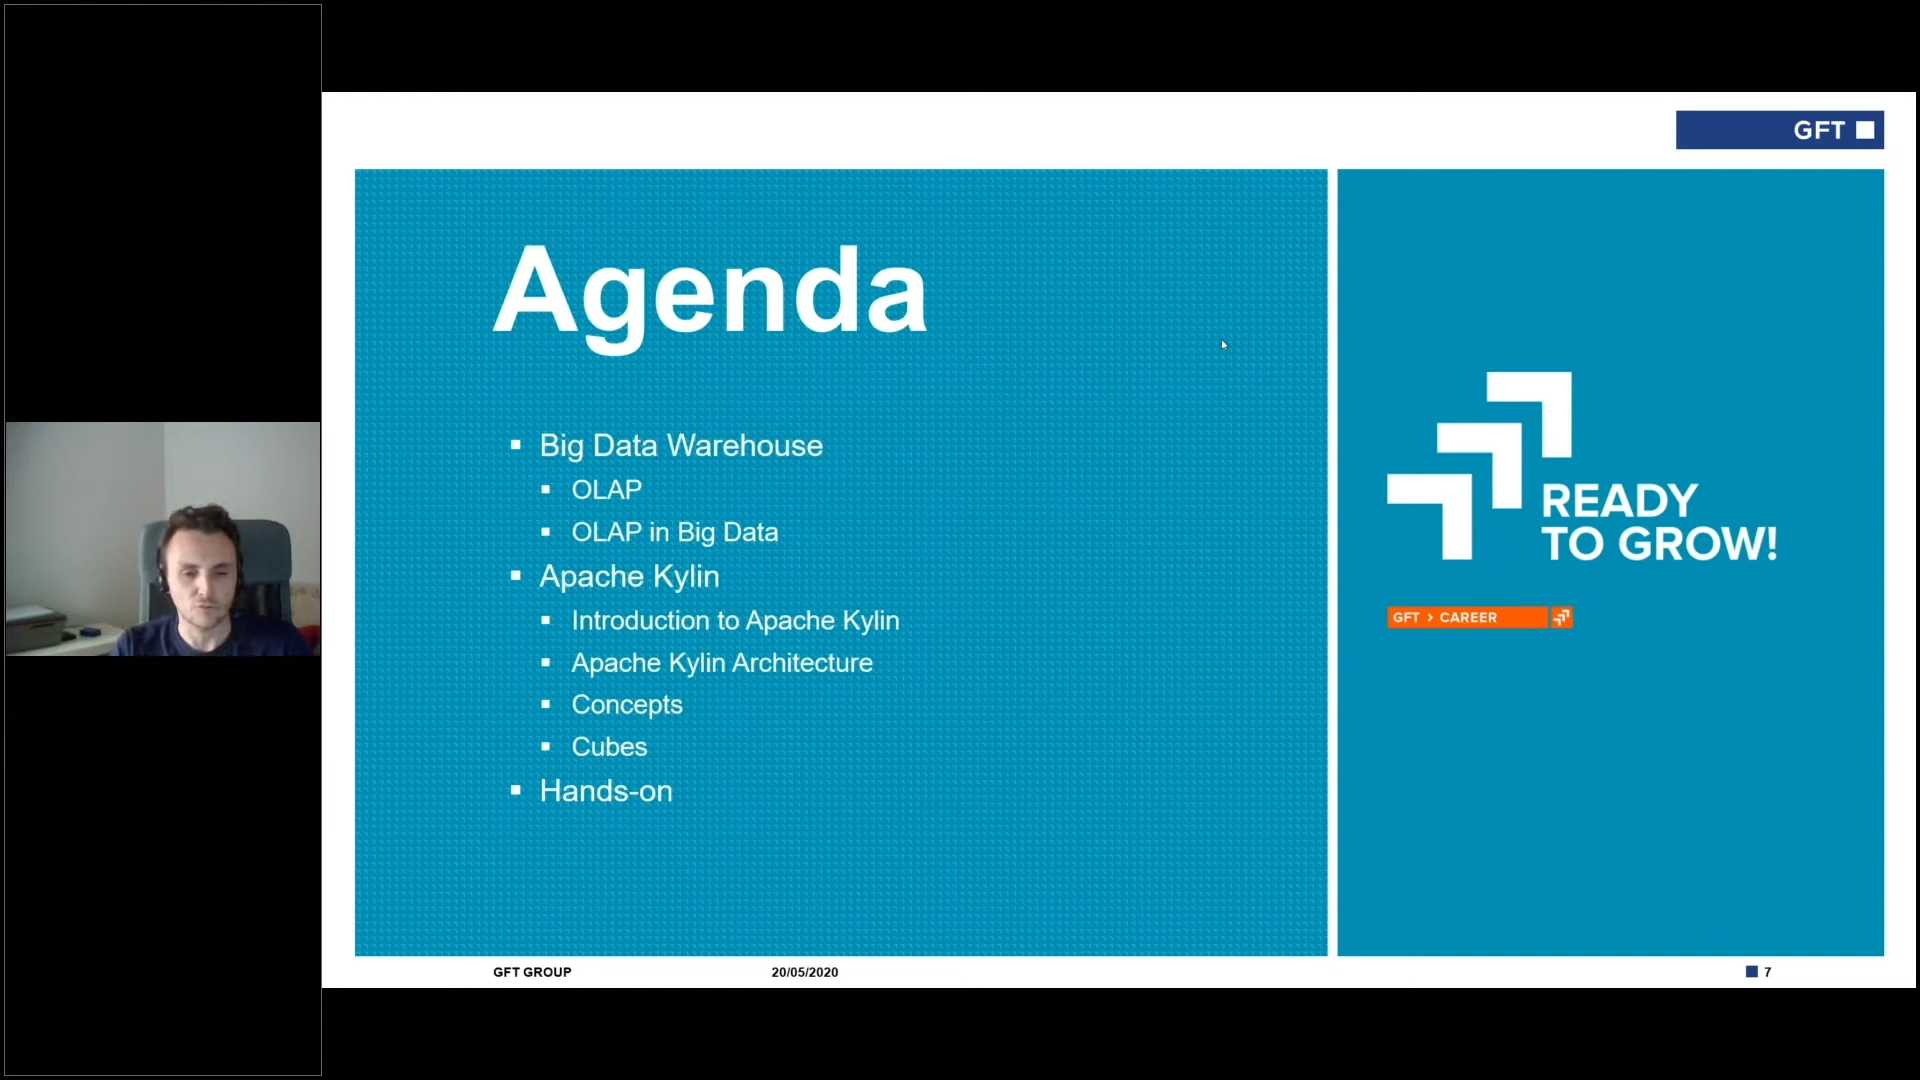 GFT
Agenda
Big Data Warehouse
OLAP
OLAP in Big Data
Apache Kylin
Introduction to Apache Kylin
Apache Kylin Architecture
Concepts
Cubes
Hands-on
READY
TO GROW!
GFT > CAREER
GFT GROUP
20/05/2020
7